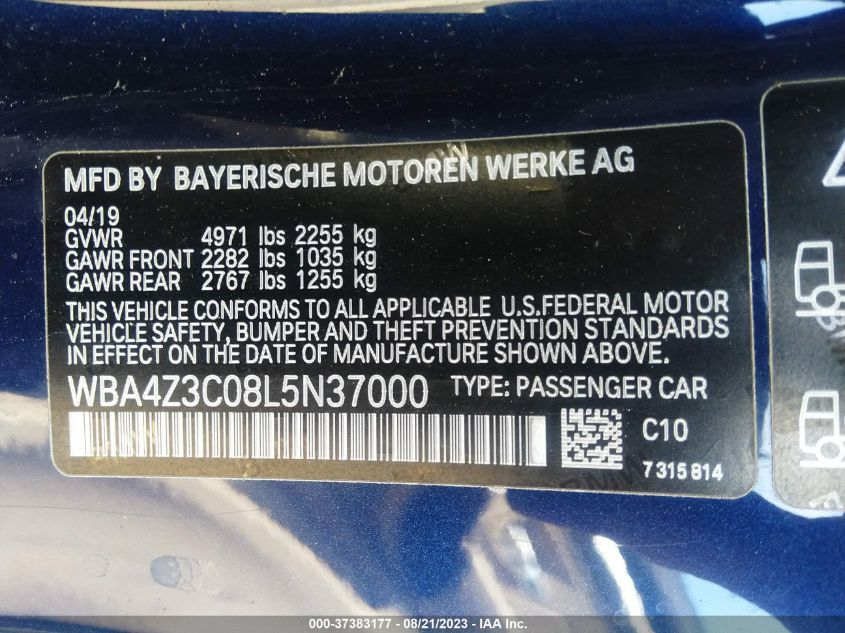 MFD BY BAYERISCHE MOTOREN WERKE AG
04/19
GVWR 4971 lbs 2255 kg
GAWR FRONT 2282 lbs 1035 kg
GAWR REAR 2767 lbs 1255 kg
THIS VEHICLE CONFORMS TO ALL APPLICABLE U.S.FEDERAL MOTOR
VEHICLE SAFETY, BUMPER AND THEFT PREVENTION STANDARDS
IN EFFECT ON THE DATE OF MANUFACTURE SHOWN ABOVE.
WBA4Z3C08L5N37000 TYPE: PASSENGER CAR
C10
7315814
000-37383177 - 08/21/2023 - IAA Inc.